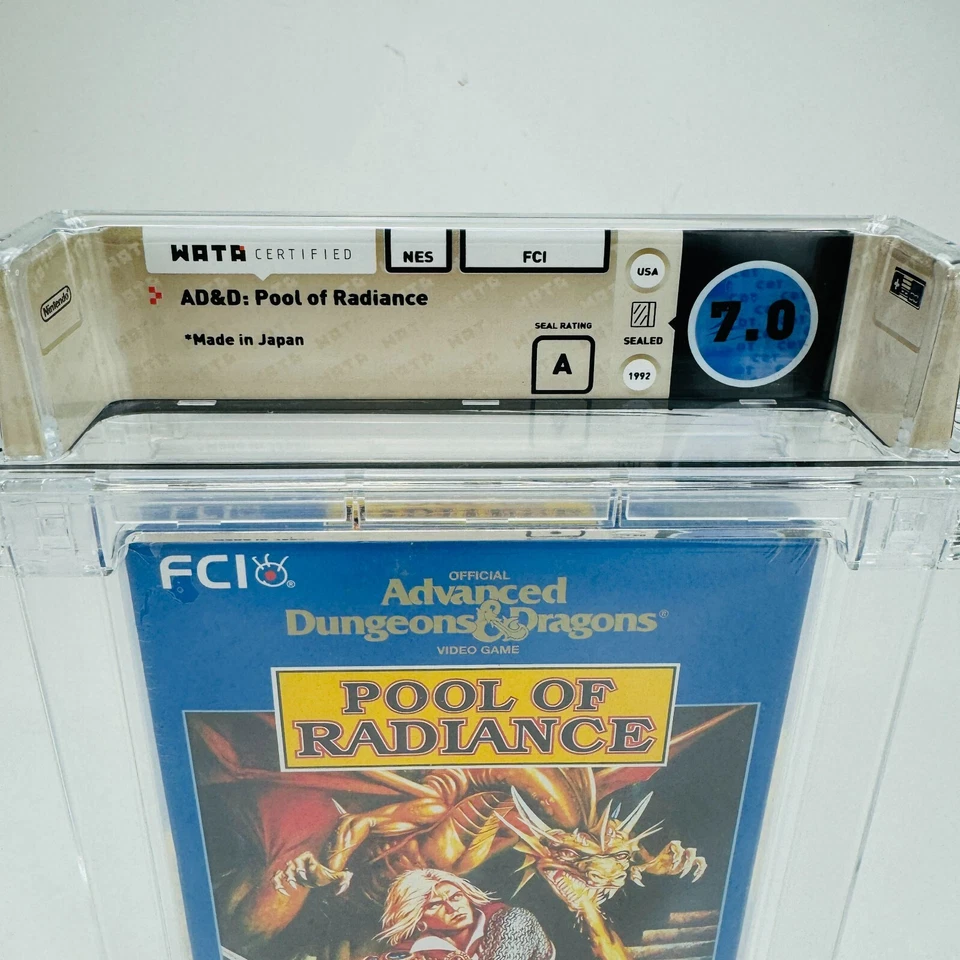 WATA CERTIFIED
NES
FCI
USA
Nintendo
AD&D: Pool of Radiance
7.0
*Made in Japan
SEAL RATING
A
SEALED
1992
FCI®
OFFICIAL
Advanced
Dungeons & Dragons®
VIDEO GAME
POOL OF
RADIANCE